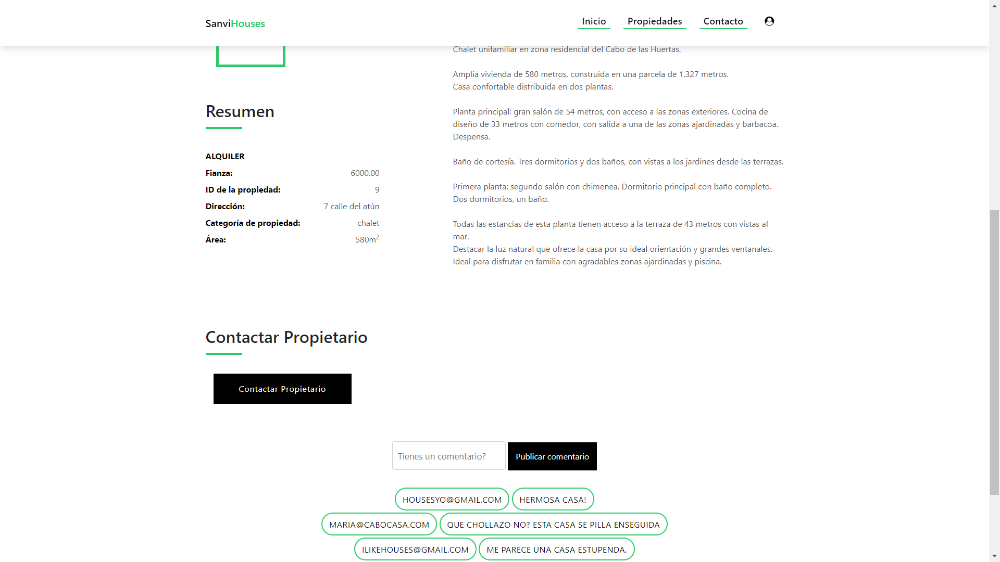 SanviHouses
Inicio Propiedades Contacto
Chalet unifamiliar en zona residencial del Cabo de las Huertas.
Amplia vivienda de 580 metros, construida en una parcela de 1.327 metros.
Casa confortable distribuida en dos plantas.
Planta principal: gran salón de 54 metros, con acceso a las zonas exteriores. Cocina de
diseño de 33 metros con comedor, con salida a una de las zonas ajardinadas y barbacoa.
Despensa.
Baño de cortesía. Tres dormitorios y dos baños, con vistas a los jardines desde las terrazas.
Primera planta: segundo salón con chimenea. Dormitorio principal con baño completo.
Dos dormitorios, un baño.
Todas las estancias de esta planta tienen acceso a la terraza de 43 metros con vistas al
mar.
Destacar la luz natural que ofrece la casa por su ideal orientación y grandes ventanales.
Ideal para disfrutar en familia con agradables zonas ajardinadas y piscina.
Resumen
ALQUILER
Fianza: 6000.00
ID de la propiedad: 9
Dirección: 7 calle del atún
Categoría de propiedad: chalet
Área: 580m²
Contactar Propietario
Contactar Propietario
Tienes un comentario? Publicar comentario
HOUSESYO@GMAIL.COM HERMOSA CASA!
MARIA@CABOCASA.COM QUE CHOLLAZO NO? ESTA CASA SE PILLA ENSEGUIDA
ILIKEHOUSES@GMAIL.COM ME PARECE UNA CASA ESTUPENDA.